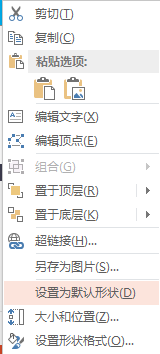 剪切(T)
复制(C)
粘贴选项:
编辑文字(X)
编辑顶点(E)
组合(G)
置于顶层(R)
置于底层(K)
超链接(H)...
另存为图片(S)...
设置为默认形状(D)
大小和位置(Z)...
设置形状格式(O)...